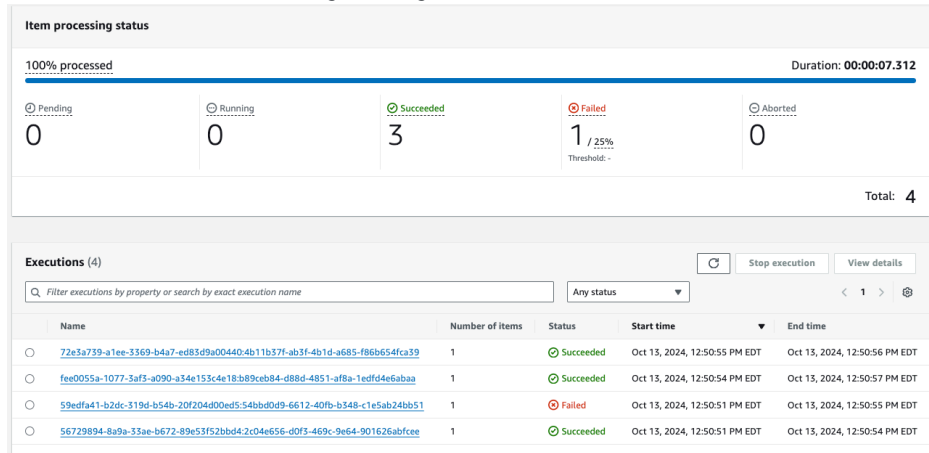 Item processing status
100% processed
Duration: 00:00:07.312
Pending
Running
Succeeded
Failed
Aborted
0
0
3
1 / 25%
0
Threshold: -
Total: 4
Executions (4)
Stop execution
View details
Filter executions by property or search by exact execution name
Any status
1
Name Number of items Status Start time End time
72e3a739-a1ee-3369-b4a7-ed83d9a00440:4b11b37f-ab3f-4b1d-a685-f86b654fca39 1 Succeeded Oct 13, 2024, 12:50:55 PM EDT Oct 13, 2024, 12:50:56 PM EDT
fee0055a-1077-3af3-a090-a34e153c4e18:b89ceb84-d88d-4851-af8a-1edfd4e6abaa 1 Succeeded Oct 13, 2024, 12:50:54 PM EDT Oct 13, 2024, 12:50:57 PM EDT
59edfa41-b2dc-319d-b54b-20f204d00ed5:54bbd0d9-6612-40fb-b348-c1e5ab24bb51 1 Failed Oct 13, 2024, 12:50:51 PM EDT Oct 13, 2024, 12:50:55 PM EDT
56729894-8a9a-33ae-b672-89e53f52bbd4:2c04e656-d0f3-469c-9e64-901626abfcee 1 Succeeded Oct 13, 2024, 12:50:51 PM EDT Oct 13, 2024, 12:50:54 PM EDT